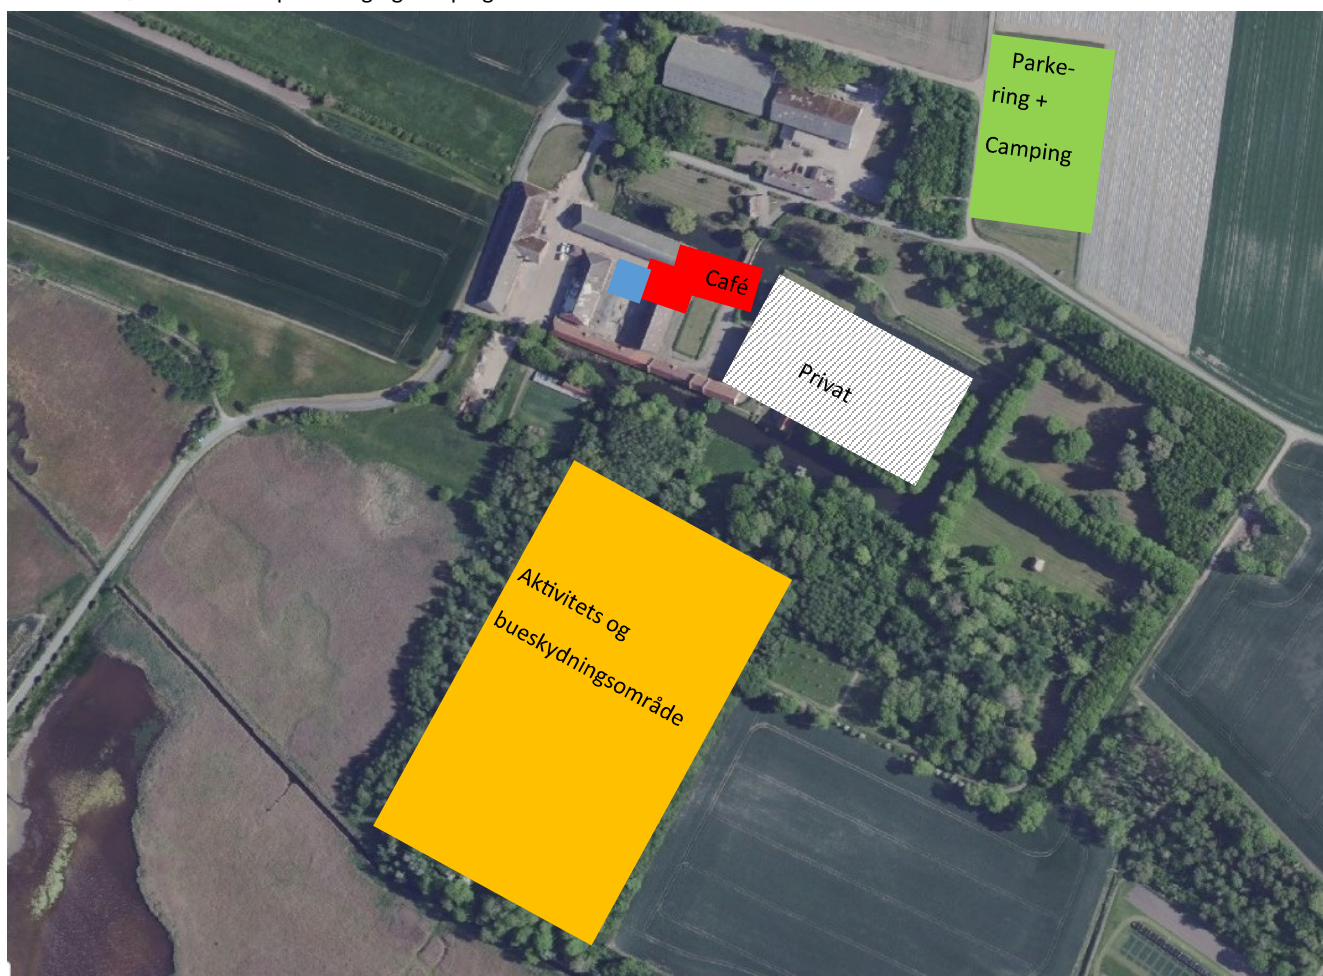 Parke-
ring +
Camping
Café
Privat
Aktivitets og
bueskydningsområde